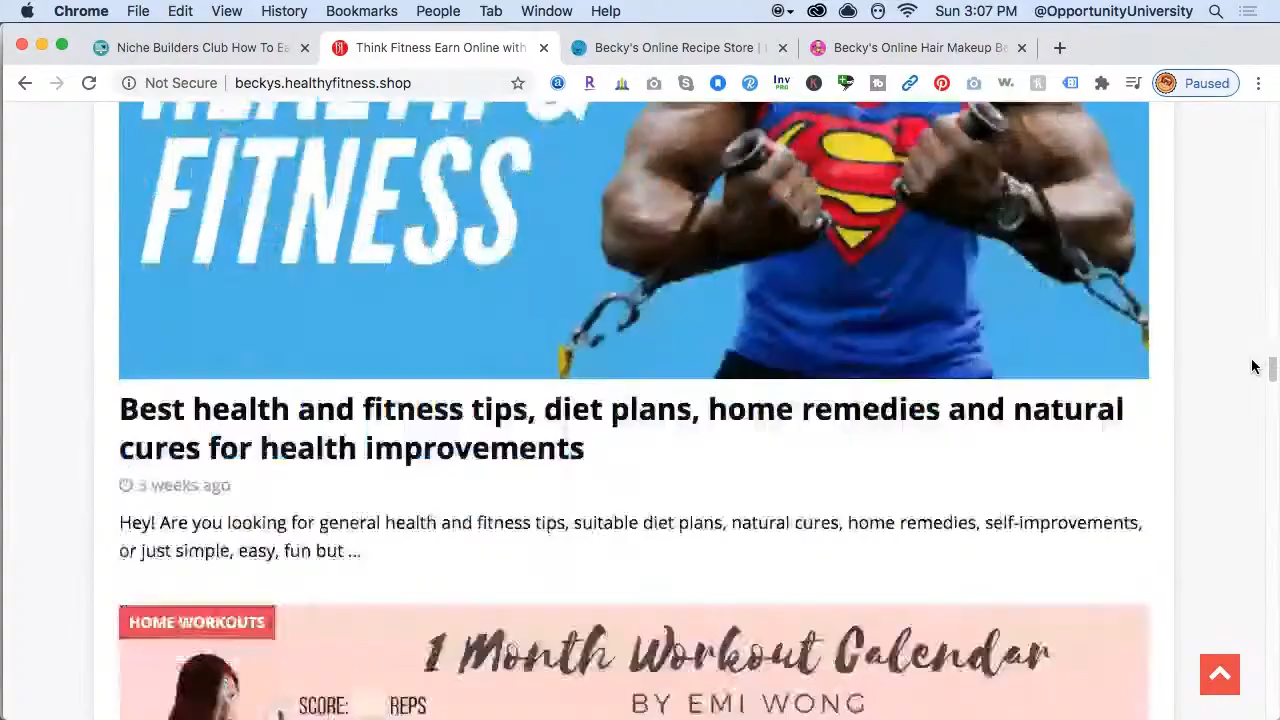 Chrome File Edit View History Bookmarks People Tab Window Help Sun 3:07 PM @OpportunityUniversity
Niche Builders Club How To Ea Think Fitness Earn Online with Becky's Online Recipe Store | Becky's Online Hair Makeup Be
Not Secure beckys.healthyfitness.shop Paused
HEALTH &
FITNESS
Best health and fitness tips, diet plans, home remedies and natural
cures for health improvements
3 weeks ago
Hey! Are you looking for general health and fitness tips, suitable diet plans, natural cures, home remedies, self-improvements,
or just simple, easy, fun but ...
HOME WORKOUTS
1 Month Workout Calendar
BY EMI WONG
SCORE: REPS